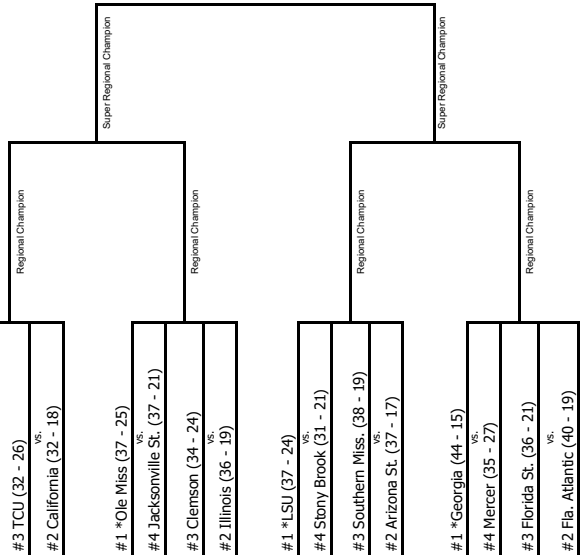 #3 TCU (32 - 26)
vs.
#2 California (32 - 18)
#1 *Ole Miss (37 - 25)
vs.
#4 Jacksonville St. (37 - 21)
#3 Clemson (34 - 24)
vs.
#2 Illinois (36 - 19)
#1 *LSU (37 - 24)
vs.
#4 Stony Brook (31 - 21)
#3 Southern Miss. (38 - 19)
vs.
#2 Arizona St. (37 - 17)
#1 *Georgia (44 - 15)
vs.
#4 Mercer (35 - 27)
#3 Florida St. (36 - 21)
vs.
#2 Fla. Atlantic (40 - 19)
Regional Champion
Regional Champion
Regional Champion
Regional Champion
Super Regional Champion
Super Regional Champion